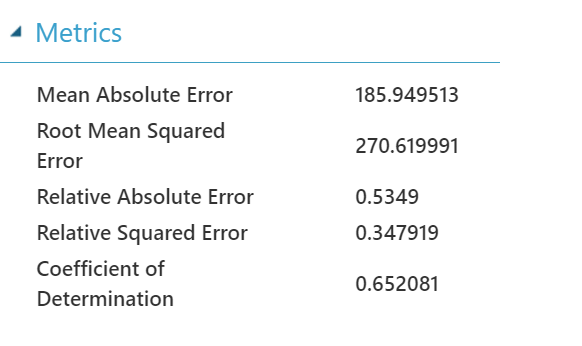 Metrics
Mean Absolute Error 185.949513
Root Mean Squared
Error 270.619991
Relative Absolute Error 0.5349
Relative Squared Error 0.347919
Coefficient of
Determination 0.652081